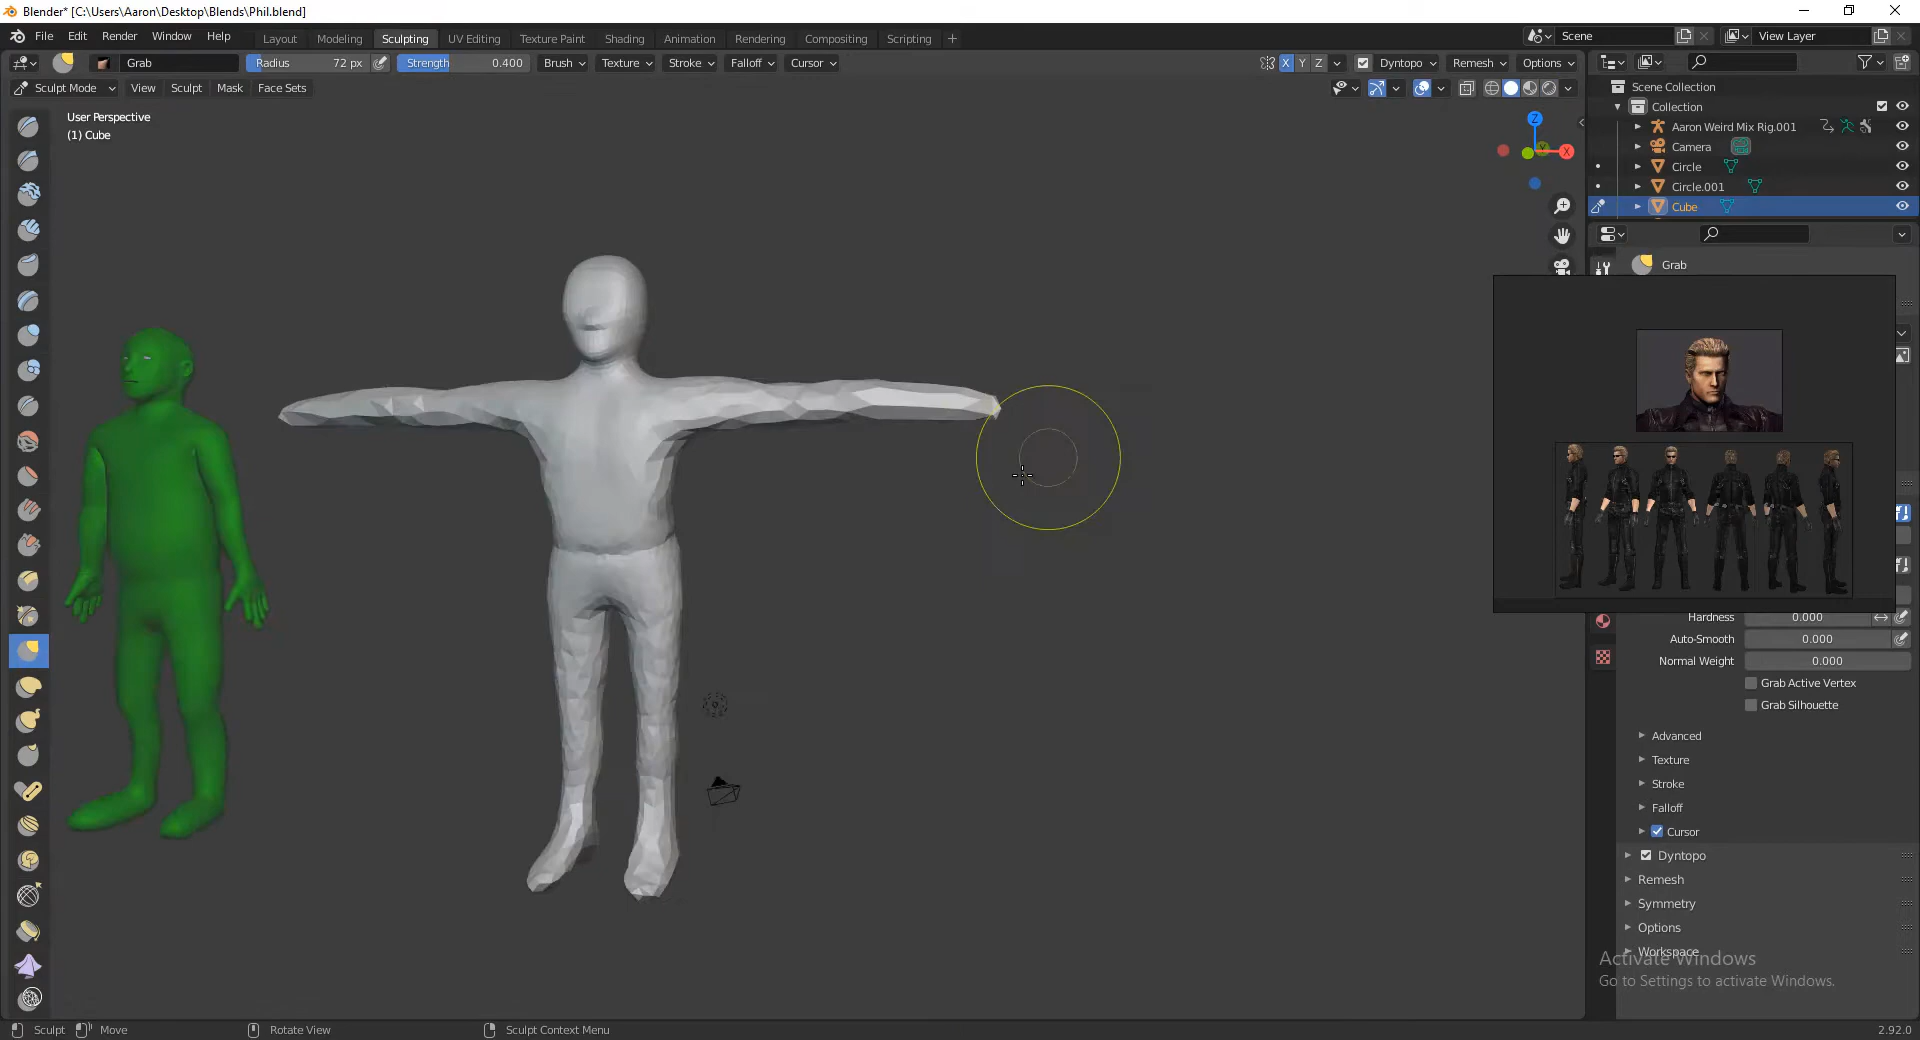 Blender* [C:\Users\Aaron\Desktop\Blends\Phil.blend]
File Edit Render Window Help Layout Modeling Sculpting UV Editing Texture Paint Shading Animation Rendering Compositing Scripting + Scene View Layer
Grab Radius 72 px Strength 0.400 Brush Texture Stroke Falloff Cursor X Y Z Dyntopo Remesh Options
Sculpt Mode View Sculpt Mask Face Sets
User Perspective
(1) Cube
Z
X
Y
Scene Collection
Collection
Aaron Weird Mix Rig.001
Camera
Circle
Circle.001
Cube
Grab
Hardness 0.000
Auto-Smooth 0.000
Normal Weight 0.000
Grab Active Vertex
Grab Silhouette
Advanced
Texture
Stroke
Falloff
Cursor
Dyntopo
Remesh
Symmetry
Options
Workspace
Activate Windows
Go to Settings to activate Windows.
Sculpt Move Rotate View Sculpt Context Menu 2.92.0